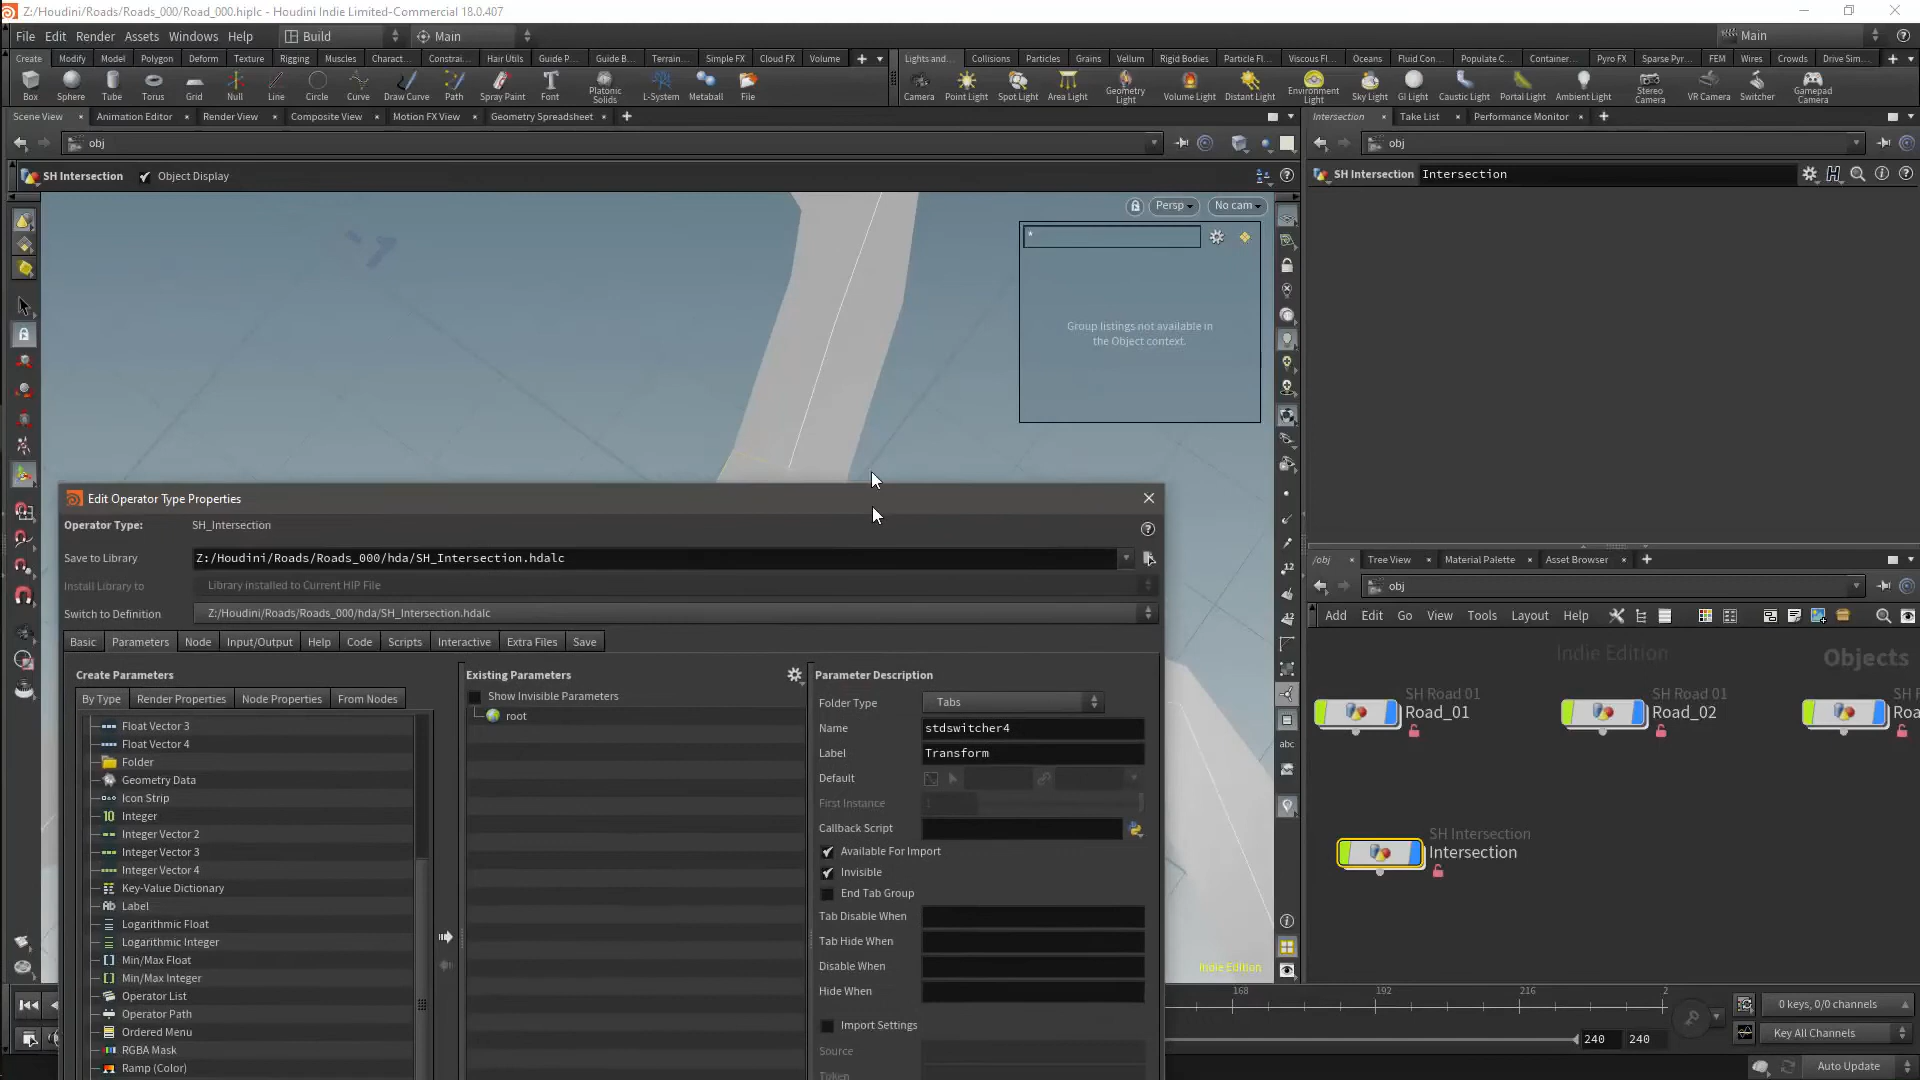 Z:/Houdini/Roads/Roads_000/Road_000.hiplc - Houdini Indie Limited-Commercial 18.0.407
File Edit Render Assets Windows Help Build Main Main
Create Modify Model Polygon Deform Texture Rigging Muscles Charact... Constrai... Hair Utils Guide P... Guide B... Terrain... Simple FX Cloud FX Volume
Lights and... Collisions Particles Grains Vellum Rigid Bodies Particle Fl... Viscous Fl... Oceans Fluid Con... Populate C... Container... Pyro FX Sparse Pyr... FEM Wires Crowds Drive Sim...
Box Sphere Tube Torus Grid Null Line Circle Curve Draw Curve Path Spray Paint Font Platonic Solids L-System Metaball File
Camera Point Light Spot Light Area Light Geometry Light Volume Light Distant Light Environment Light Sky Light GI Light Caustic Light Portal Light Ambient Light Stereo Camera VR Camera Switcher Gamepad Camera
Scene View Animation Editor Render View Composite View Motion FX View Geometry Spreadsheet
Intersection Take List Performance Monitor
obj
obj
SH Intersection Object Display
SH Intersection Intersection
Persp No cam
*
Group listings not available in
the Object context.
Edit Operator Type Properties
Operator Type: SH_Intersection
Save to Library Z:/Houdini/Roads/Roads_000/hda/SH_Intersection.hdalc
Install Library to Library installed to Current HIP File
Switch to Definition Z:/Houdini/Roads/Roads_000/hda/SH_Intersection.hdalc
Basic Parameters Node Input/Output Help Code Scripts Interactive Extra Files Save
Create Parameters
By Type Render Properties Node Properties From Nodes
Float Vector 3
Float Vector 4
Folder
Geometry Data
Icon Strip
Integer
Integer Vector 2
Integer Vector 3
Integer Vector 4
Key-Value Dictionary
Label
Logarithmic Float
Logarithmic Integer
Min/Max Float
Min/Max Integer
Operator List
Operator Path
Ordered Menu
RGBA Mask
Ramp (Color)
Existing Parameters
Show Invisible Parameters
root
Parameter Description
Folder Type Tabs
Name stdswitcher4
Label Transform
Default
First Instance 1
Callback Script
Available For Import
Invisible
End Tab Group
Tab Disable When
Tab Hide When
Disable When
Hide When
Import Settings
Source
Token
Indie Edition
/obj Tree View Material Palette Asset Browser
obj
Add Edit Go View Tools Layout Help
Indie Edition
Objects
SH Road 01
Road_01
SH Road 01
Road_02
SH R
Roa
SH Intersection
Intersection
168 192 216 2
240 240
0 keys, 0/0 channels
Key All Channels
Auto Update